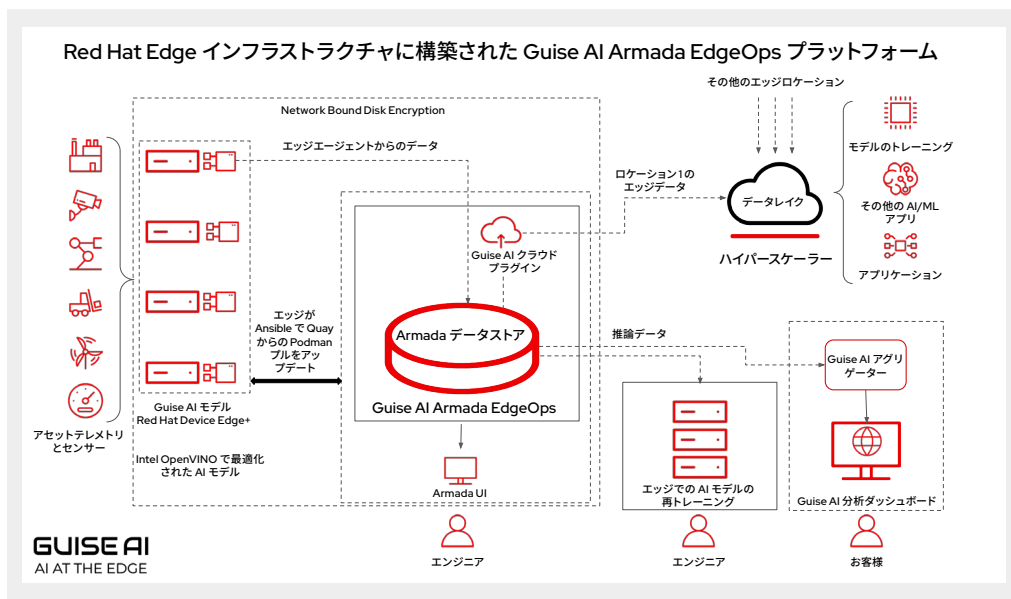 Red Hat Edge インフラストラクチャに構築された Guise AI Armada EdgeOps プラットフォーム
その他のエッジロケーション
Network Bound Disk Encryption
エッジエージェントからのデータ
ロケーション 1 の
エッジデータ
データレイク
ハイパースケーラー
モデルのトレーニング
その他の AI/ML
アプリ
アプリケーション
Guise AI クラウド
プラグイン
エッジが
Ansible で Quay
からの Podman
プルをアッ
プデート
Armada データストア
Guise AI Armada EdgeOps
推論データ
Guise AI アグリ
ゲーター
アセットテレメトリ
とセンサー
Guise AI モデル
Red Hat Device Edge+
Intel OpenVINO で最適化
された AI モデル
Armada UI
エッジでの AI モデルの
再トレーニング
Guise AI 分析ダッシュボード
エンジニア
エンジニア
お客様
GUISE AI
AI AT THE EDGE